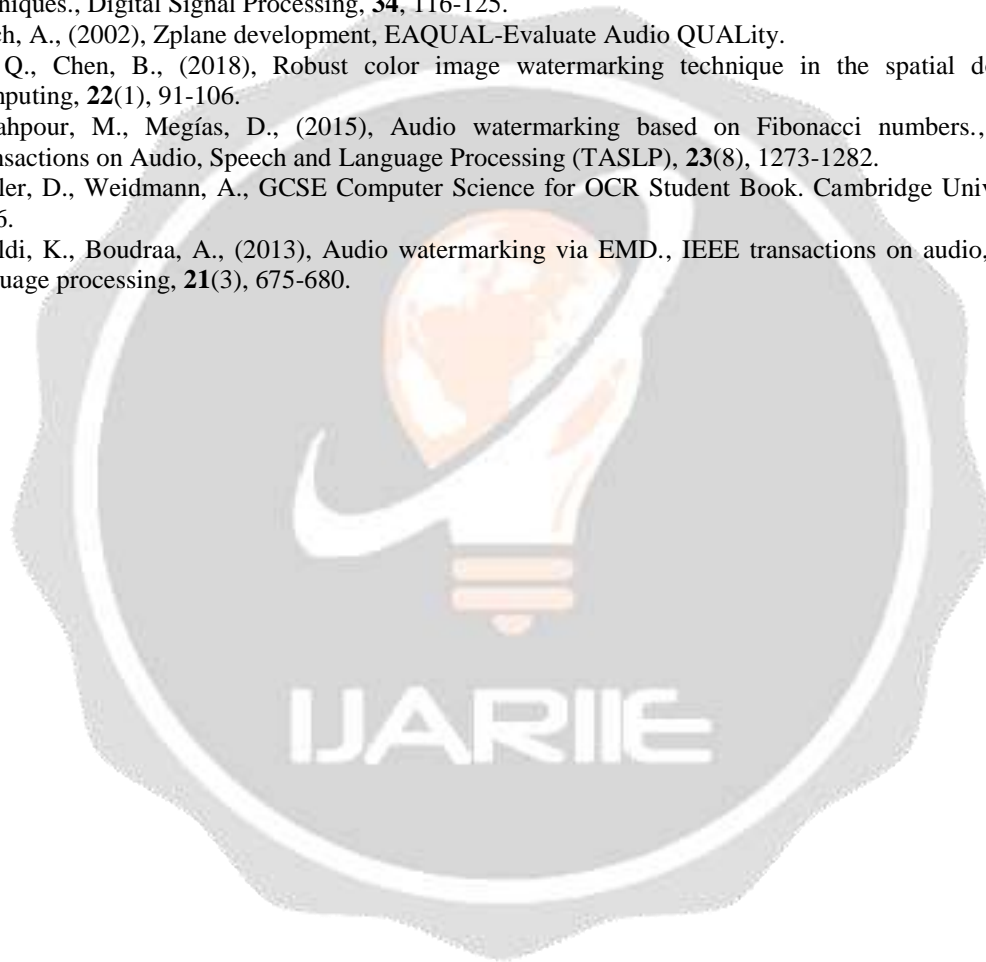 niques., Digital Signal Processing, 34, 116-125.
ch, A., (2002), Zplane development, EAQUAL-Evaluate Audio QUALity.
Q., Chen, B., (2018), Robust color image watermarking technique in the spatial do
nputing, 22(1), 91-106.
ahpour, M., Megías, D., (2015), Audio watermarking based on Fibonacci numbers.,
nsactions on Audio, Speech and Language Processing (TASLP), 23(8), 1273-1282.
ler, D., Weidmann, A., GCSE Computer Science for OCR Student Book. Cambridge Univ
6.
ldi, K., Boudraa, A., (2013), Audio watermarking via EMD., IEEE transactions on audio,
uage processing, 21(3), 675-680.
IJARIIE